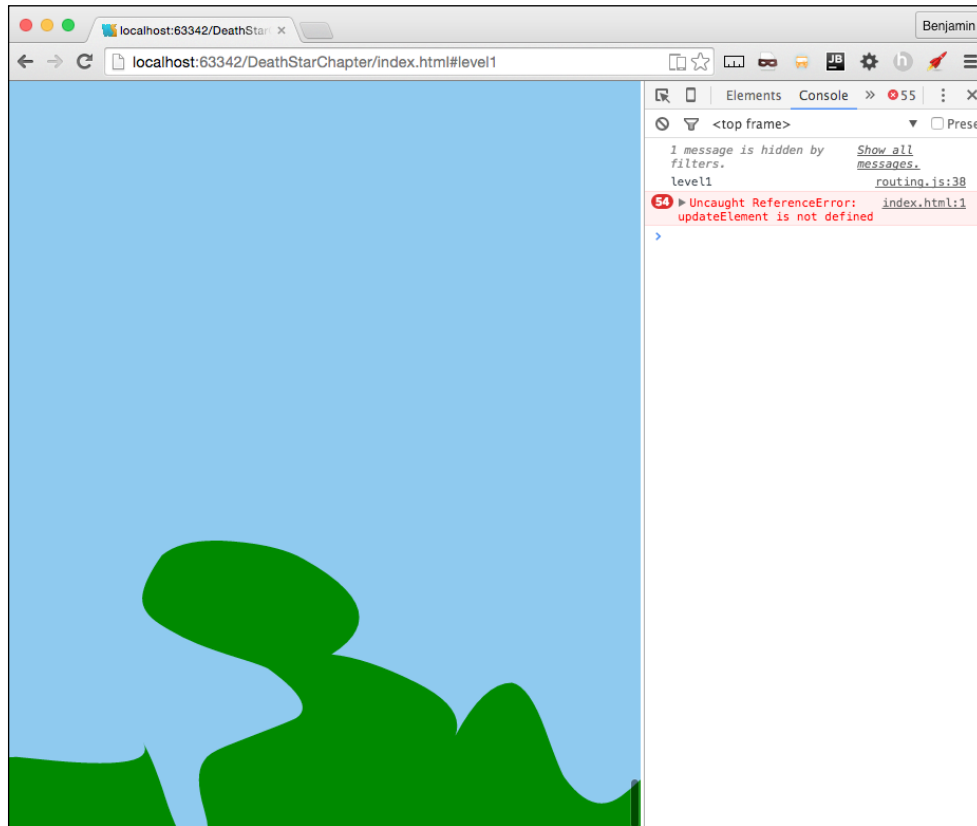 localhost:63342/DeathStar
Benjamin
localhost:63342/DeathStarChapter/index.html#level1
JB
h
Elements Console » 55
<top frame> Prese
1 message is hidden by filters. Show all messages.
level1 routing.js:38
54 Uncaught ReferenceError: index.html:1
updateElement is not defined